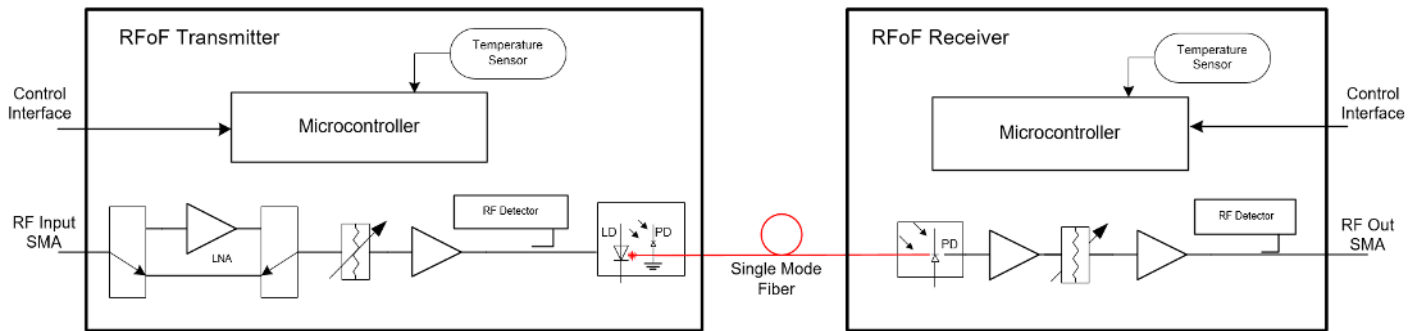 RFoF Transmitter
Temperature
Sensor
Control
Interface
Microcontroller
RF Input
SMA
LNA
RF Detector
LD
PD
Single Mode
Fiber
RFoF Receiver
Temperature
Sensor
Control
Interface
Microcontroller
PD
RF Detector
RF Out
SMA